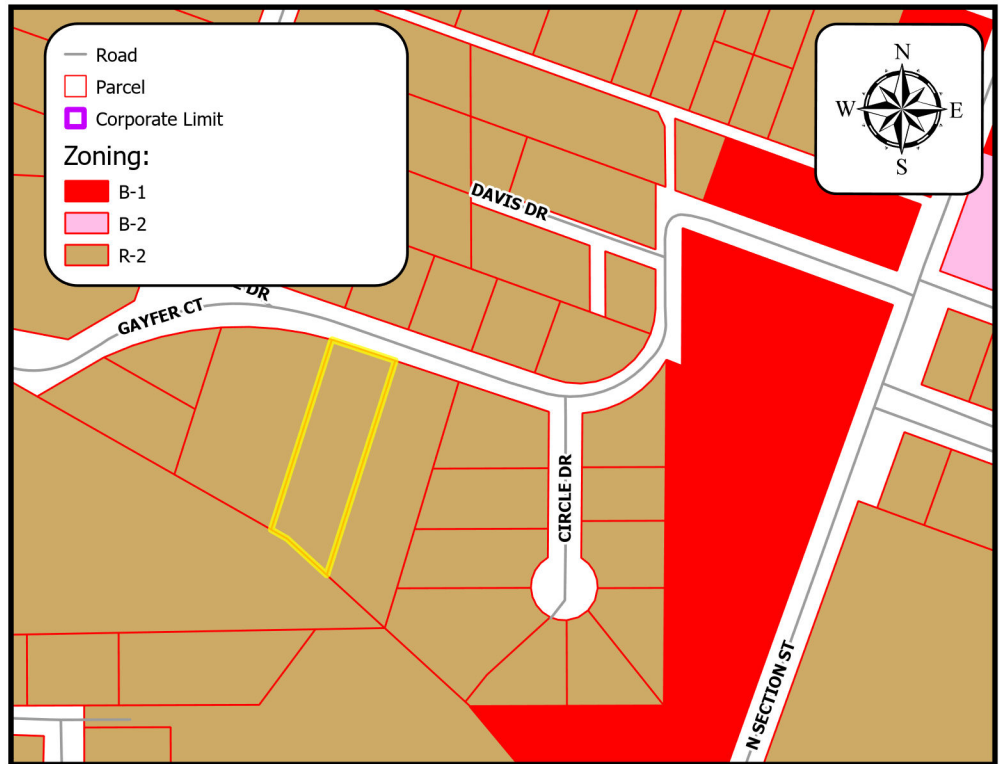 Road
Parcel
Corporate Limit
Zoning:
B-1
B-2
R-2
N
W
E
S
DAVIS DR
DR
GAYFER CT
CIRCLE DR
N SECTION ST